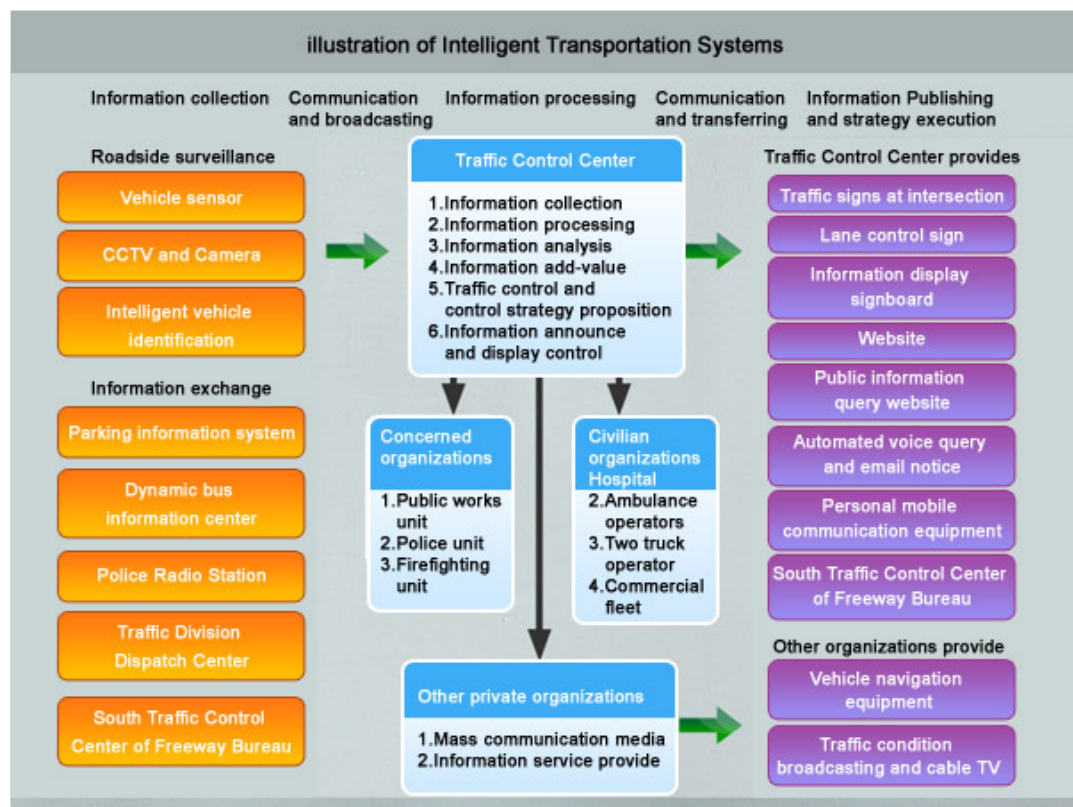 illustration of Intelligent Transportation Systems
Information collection
Communication
and broadcasting
Information processing
Communication
and transferring
Information Publishing
and strategy execution
Roadside surveillance
Vehicle sensor
CCTV and Camera
Intelligent vehicle
identification
Information exchange
Parking information system
Dynamic bus
information center
Police Radio Station
Traffic Division
Dispatch Center
South Traffic Control
Center of Freeway Bureau
Traffic Control Center
1.Information collection
2.Information processing
3.Information analysis
4.Information add-value
5.Traffic control and
control strategy proposition
6.Information announce
and display control
Concerned
organizations
1.Public works
unit
2.Police unit
3.Firefighting
unit
Civilian
organizations
Hospital
2.Ambulance
operators
3.Two truck
operator
4.Commercial
fleet
Other private organizations
1.Mass communication media
2.Information service provide
Traffic Control Center provides
Traffic signs at intersection
Lane control sign
Information display
signboard
Website
Public information
query website
Automated voice query
and email notice
Personal mobile
communication equipment
South Traffic Control Center
of Freeway Bureau
Other organizations provide
Vehicle navigation
equipment
Traffic condition
broadcasting and cable TV